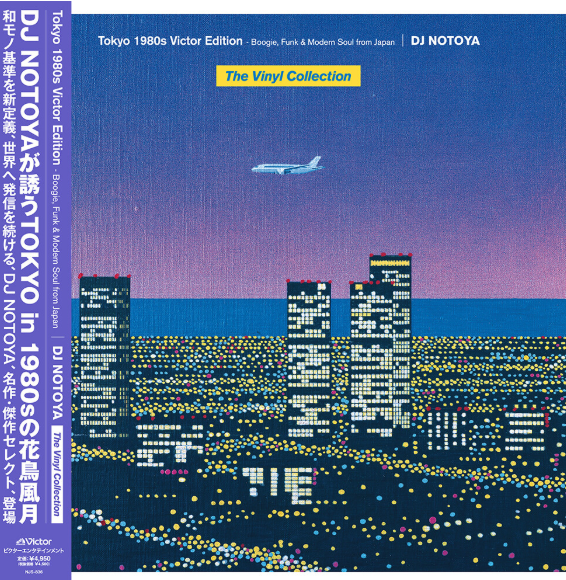 Tokyo 1980s Victor Edition - Boogie, Funk & Modern Soul from Japan | DJ NOTOYA
The Vinyl Collection
Tokyo 1980s Victor Edition - Boogie, Funk & Modern Soul from Japan | DJ NOTOYA
The Vinyl Collection
DJ NOTOYAが誘うTOKYO in 1980sの花鳥風月
和モノ基準を新定義、世界へ発信を続ける、DJ NOTOYA、名作・傑作セレクト、登場
Victor
ビクターエンタテインメント
定価:¥4,950